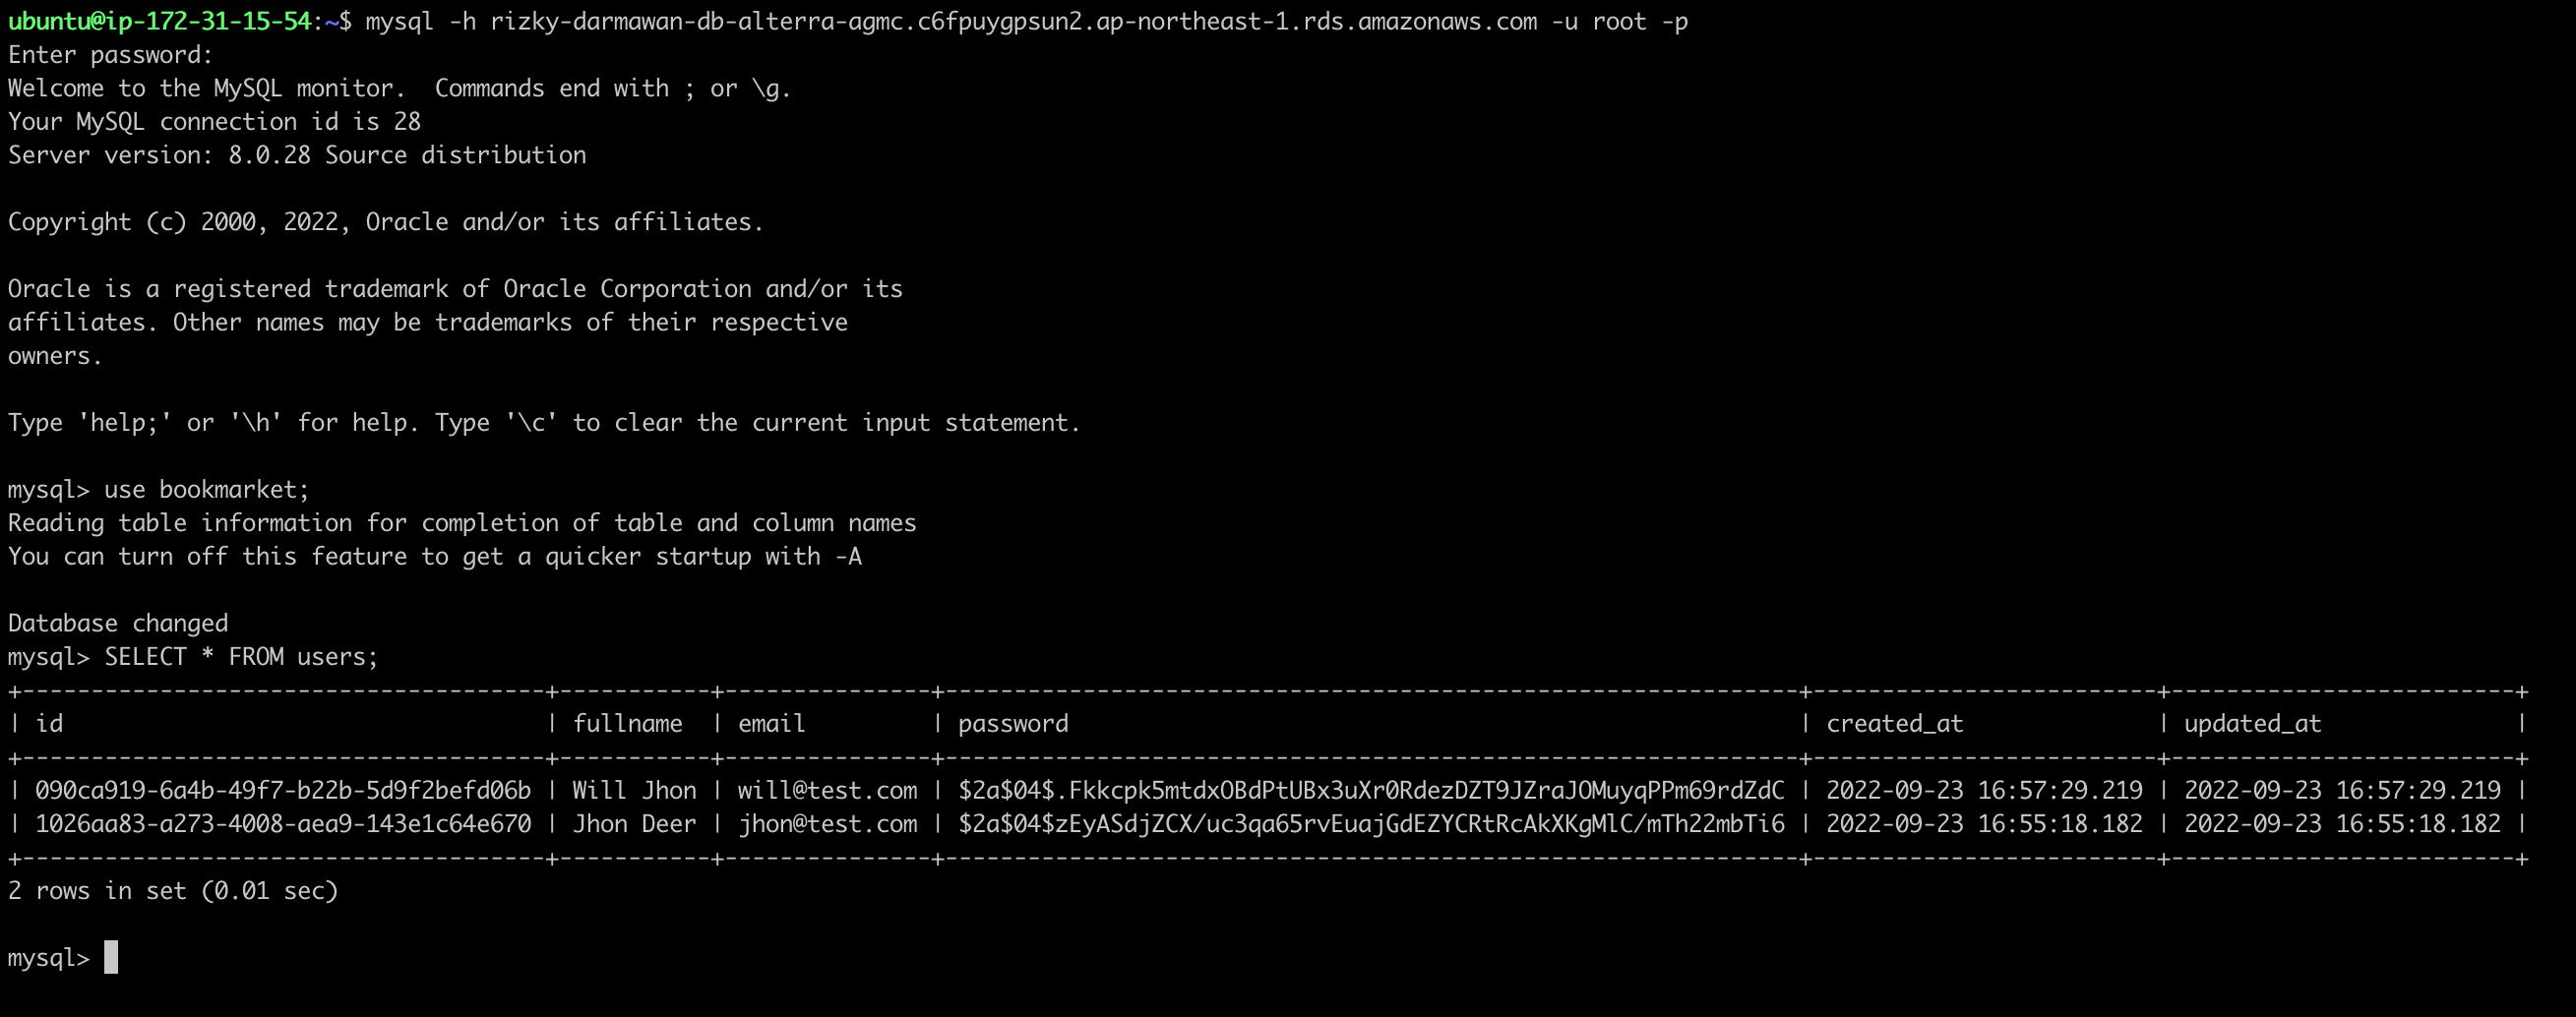 ubuntu@ip-172-31-15-54:~$ mysql -h rizky-darmawan-db-alterra-agmc.c6fpuygpsun2.ap-northeast-1.rds.amazonaws.com -u root -p
Enter password:
Welcome to the MySQL monitor.  Commands end with ; or \g.
Your MySQL connection id is 28
Server version: 8.0.28 Source distribution

Copyright (c) 2000, 2022, Oracle and/or its affiliates.

Oracle is a registered trademark of Oracle Corporation and/or its
affiliates. Other names may be trademarks of their respective
owners.

Type 'help;' or '\h' for help. Type '\c' to clear the current input statement.

mysql> use bookmarket;
Reading table information for completion of table and column names
You can turn off this feature to get a quicker startup with -A

Database changed
mysql> SELECT * FROM users;
+--------------------------------------+-----------+---------------+--------------------------------------------------------------+-------------------------+-------------------------+
| id                                   | fullname  | email         | password                                                     | created_at              | updated_at              |
+--------------------------------------+-----------+---------------+--------------------------------------------------------------+-------------------------+-------------------------+
| 090ca919-6a4b-49f7-b22b-5d9f2befd06b | Will Jhon | will@test.com | $2a$04$.Fkkcpk5mtdxOBdPtUBx3uXr0RdezDZT9JZraJOMuyqPPm69rdZdC | 2022-09-23 16:57:29.219 | 2022-09-23 16:57:29.219 |
| 1026aa83-a273-4008-aea9-143e1c64e670 | Jhon Deer | jhon@test.com | $2a$04$zEyASdjZCX/uc3qa65rvEuajGdEZYCRtRcAkXKgMlC/mTh22mbTi6 | 2022-09-23 16:55:18.182 | 2022-09-23 16:55:18.182 |
+--------------------------------------+-----------+---------------+--------------------------------------------------------------+-------------------------+-------------------------+
2 rows in set (0.01 sec)

mysql>